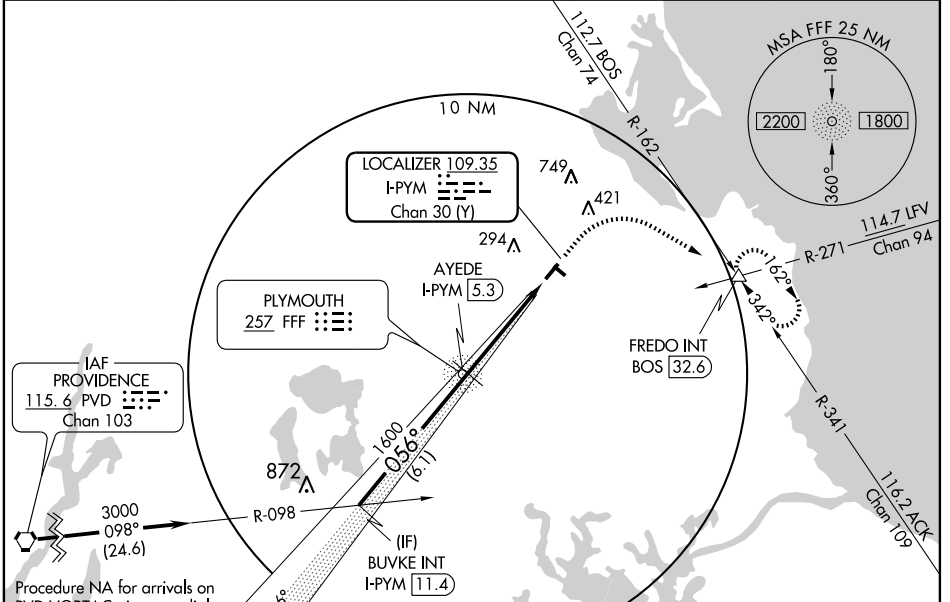 112.7 BOS
Chan 74
MSA FFF 25 NM
180°
2200
1800
360°
10 NM
R-162
LOCALIZER 109.35
I-PYM
Chan 30 (Y)
749
421
294
114.7 LFV
Chan 94
R-271
AYEDE
I-PYM 5.3
PLYMOUTH
257 FFF
162°
342°
FREDO INT
BOS 32.6
IAF
PROVIDENCE
115.6 PVD
Chan 103
R-341
1600
056°
(6.1)
872
116.2 ACK
Chan 109
3000
098°
(24.6)
R-098
(IF)
BUVKE INT
I-PYM 11.4
Procedure NA for arrivals on